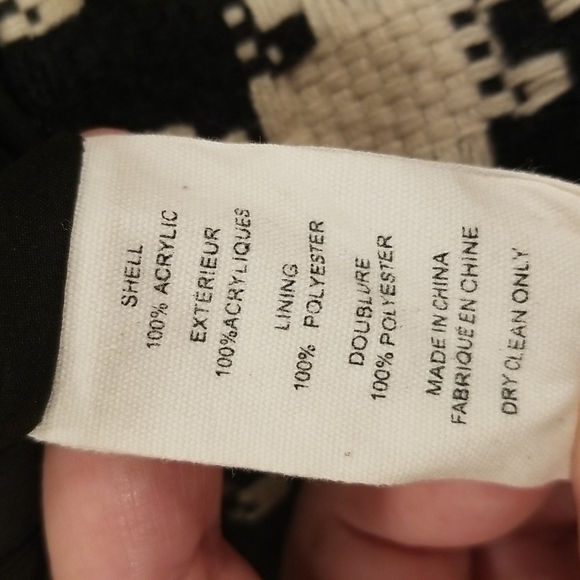 SHELL
100% ACRYLIC
EXTÉRIEUR
100%ACRYLIQUES
LINING
100% POLYESTER
DOUBLURE
100% POLYESTER
MADE IN CHINA
FABRIQUÉ EN CHINE
DRY CLEAN ONLY